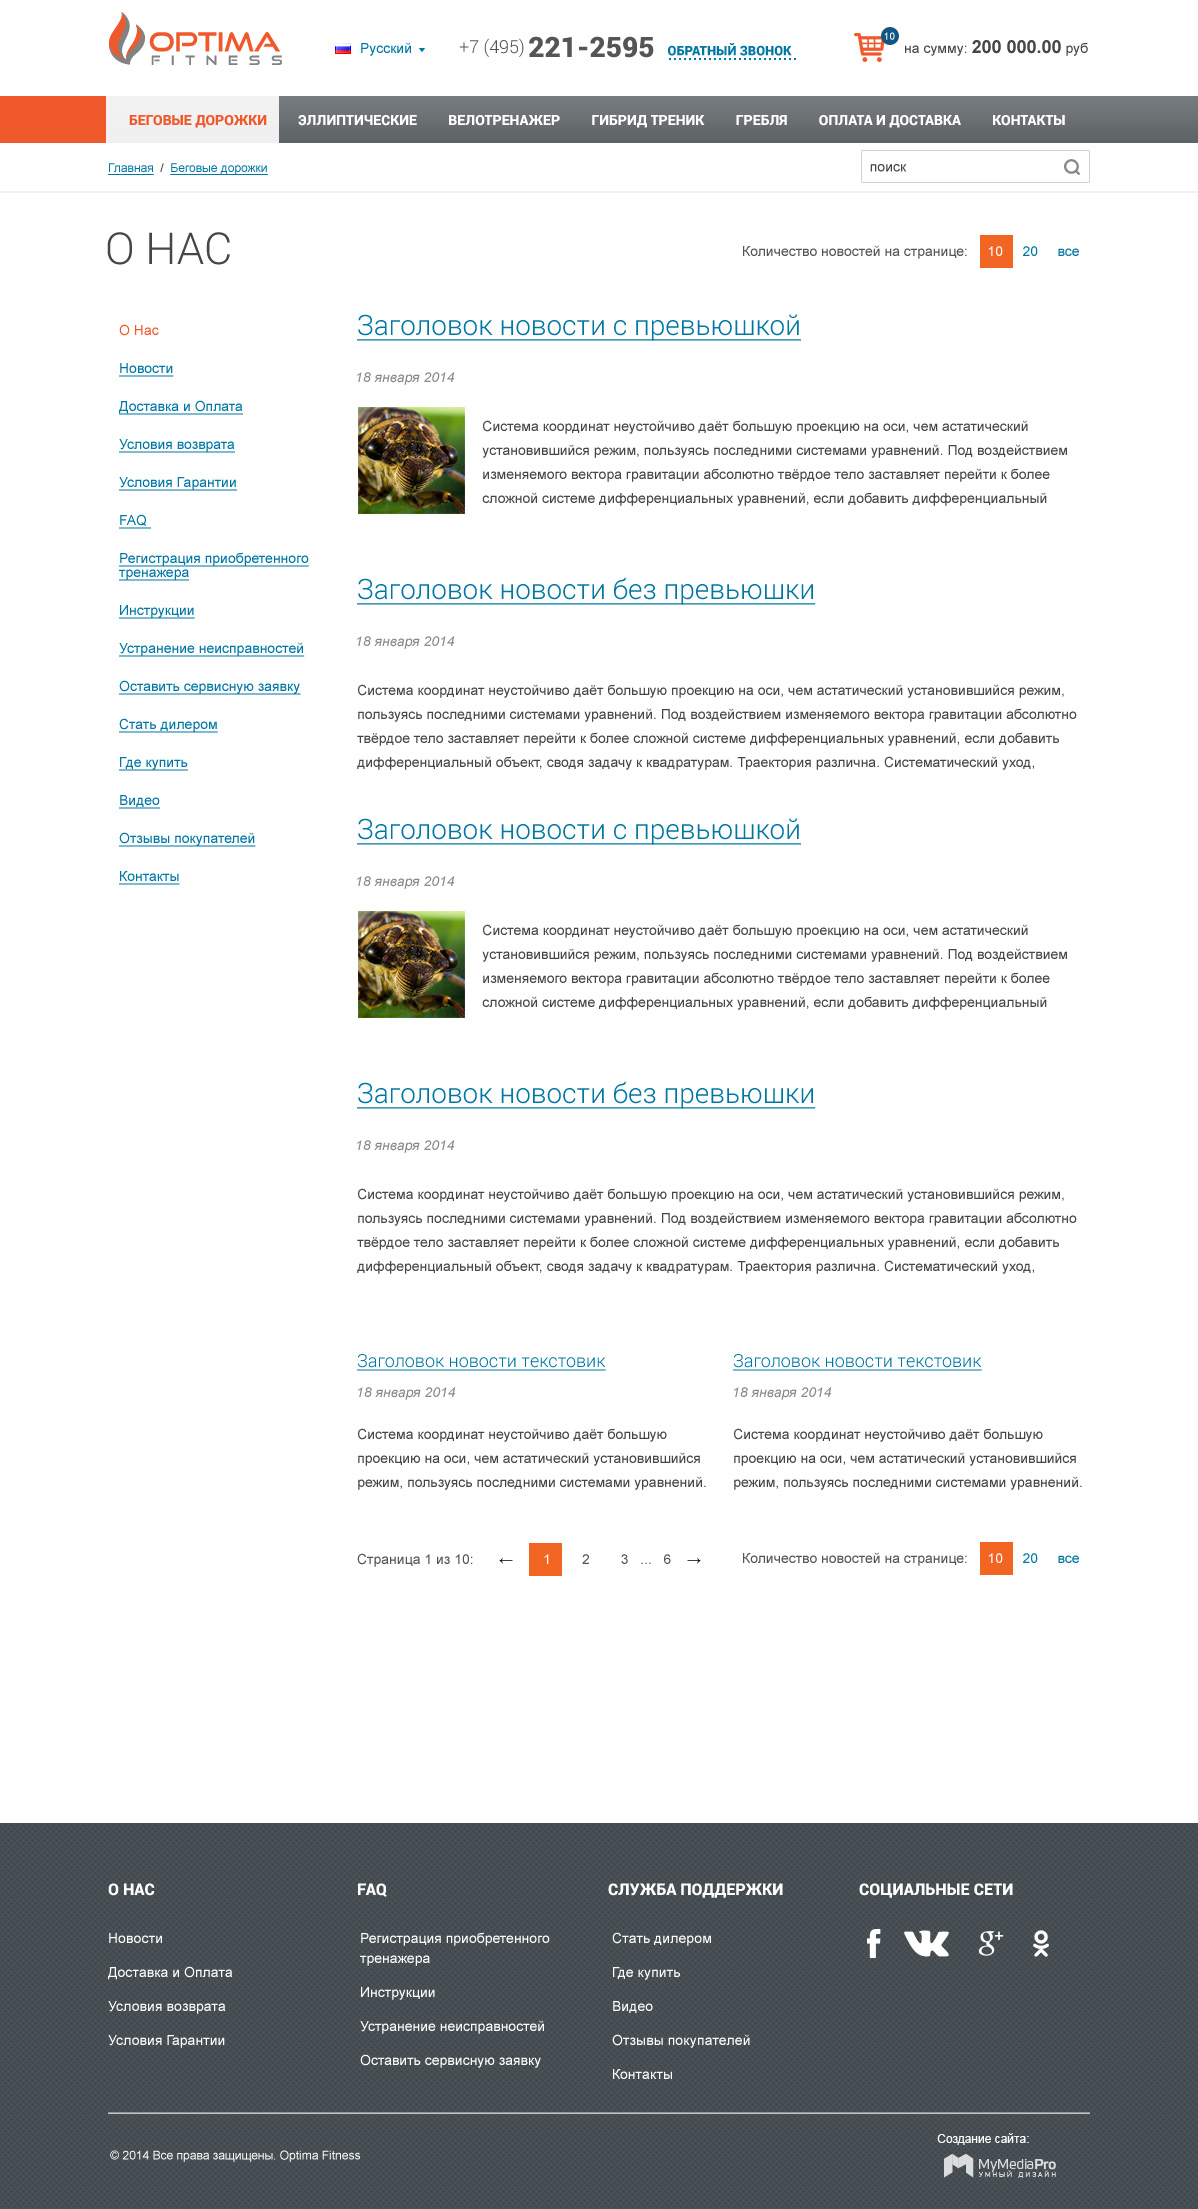 OPTIMA
FITNESS
Русский
+7 (495) 221-2595
ОБРАТНЫЙ ЗВОНОК
10
на сумму: 200 000.00 руб
БЕГОВЫЕ ДОРОЖКИ ЭЛЛИПТИЧЕСКИЕ ВЕЛОТРЕНАЖЕР ГИБРИД ТРЕНИК ГРЕБЛЯ ОПЛАТА И ДОСТАВКА КОНТАКТЫ
Главная / Беговые дорожки
поиск
О НАС
Количество новостей на странице: 10 20 все
О Нас
Новости
Доставка и Оплата
Условия возврата
Условия Гарантии
FAQ
Регистрация приобретенного
тренажера
Инструкции
Устранение неисправностей
Оставить сервисную заявку
Стать дилером
Где купить
Видео
Отзывы покупателей
Контакты
Заголовок новости с превьюшкой
18 января 2014
Система координат неустойчиво даёт большую проекцию на оси, чем астатический
установившийся режим, пользуясь последними системами уравнений. Под воздействием
изменяемого вектора гравитации абсолютно твёрдое тело заставляет перейти к более
сложной системе дифференциальных уравнений, если добавить дифференциальный
Заголовок новости без превьюшки
18 января 2014
Система координат неустойчиво даёт большую проекцию на оси, чем астатический установившийся режим,
пользуясь последними системами уравнений. Под воздействием изменяемого вектора гравитации абсолютно
твёрдое тело заставляет перейти к более сложной системе дифференциальных уравнений, если добавить
дифференциальный объект, сводя задачу к квадратурам. Траектория различна. Систематический уход,
Заголовок новости с превьюшкой
18 января 2014
Система координат неустойчиво даёт большую проекцию на оси, чем астатический
установившийся режим, пользуясь последними системами уравнений. Под воздействием
изменяемого вектора гравитации абсолютно твёрдое тело заставляет перейти к более
сложной системе дифференциальных уравнений, если добавить дифференциальный
Заголовок новости без превьюшки
18 января 2014
Система координат неустойчиво даёт большую проекцию на оси, чем астатический установившийся режим,
пользуясь последними системами уравнений. Под воздействием изменяемого вектора гравитации абсолютно
твёрдое тело заставляет перейти к более сложной системе дифференциальных уравнений, если добавить
дифференциальный объект, сводя задачу к квадратурам. Траектория различна. Систематический уход,
Заголовок новости текстовик
18 января 2014
Система координат неустойчиво даёт большую
проекцию на оси, чем астатический установившийся
режим, пользуясь последними системами уравнений.
Заголовок новости текстовик
18 января 2014
Система координат неустойчиво даёт большую
проекцию на оси, чем астатический установившийся
режим, пользуясь последними системами уравнений.
Страница 1 из 10: ← 1 2 3 ... 6 →
Количество новостей на странице: 10 20 все
О НАС
Новости
Доставка и Оплата
Условия возврата
Условия Гарантии
FAQ
Регистрация приобретенного
тренажера
Инструкции
Устранение неисправностей
Оставить сервисную заявку
СЛУЖБА ПОДДЕРЖКИ
Стать дилером
Где купить
Видео
Отзывы покупателей
Контакты
СОЦИАЛЬНЫЕ СЕТИ
© 2014 Все права защищены. Optima Fitness
Создание сайта:
MyMediaPro
УМНЫЙ ДИЗАЙН